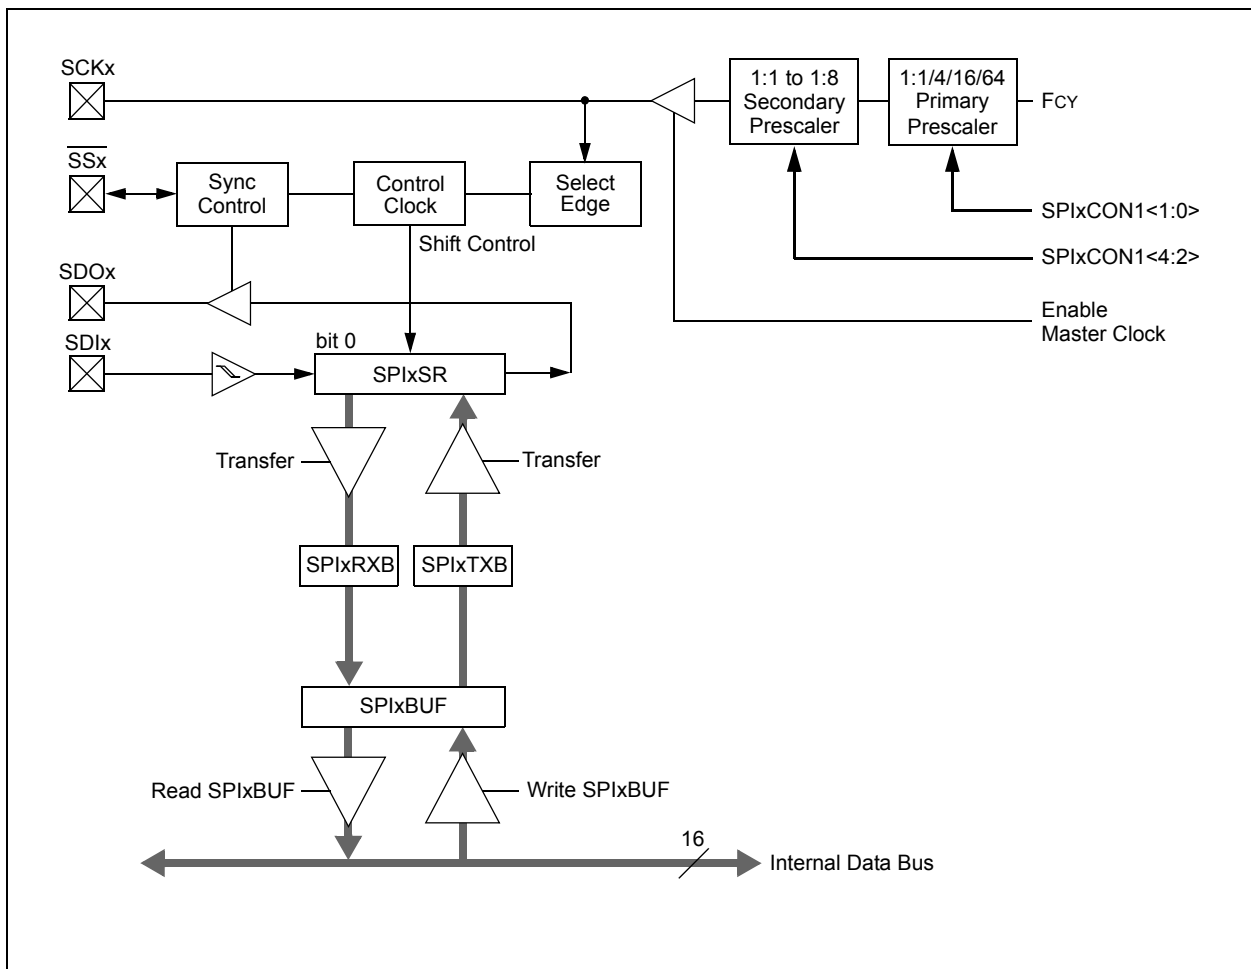 SCKx
1:1 to 1:8
Secondary
Prescaler
1:1/4/16/64
Primary
Prescaler
FCY
SSx
Sync
Control
Control
Clock
Select
Edge
SPIxCON1<1:0>
Shift Control
SPIxCON1<4:2>
SDOx
Enable
Master Clock
SDIx
bit 0
SPIxSR
Transfer
Transfer
SPIxRXB
SPIxTXB
SPIxBUF
Read SPIxBUF
Write SPIxBUF
16
Internal Data Bus